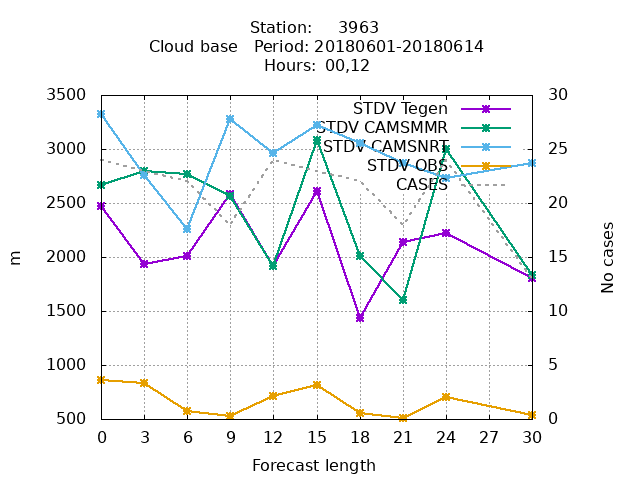 Station: 3963
Cloud base Period: 20180601-20180614
Hours: 00,12
3500
3000
2500
2000
1500
1000
500
m
30
25
20
15
10
5
0
No cases
STDV Tegen
STDV CAMSMMR
STDV CAMSNRT
STDV OBS
CASES
0 3 6 9 12 15 18 21 24 27 30
Forecast length